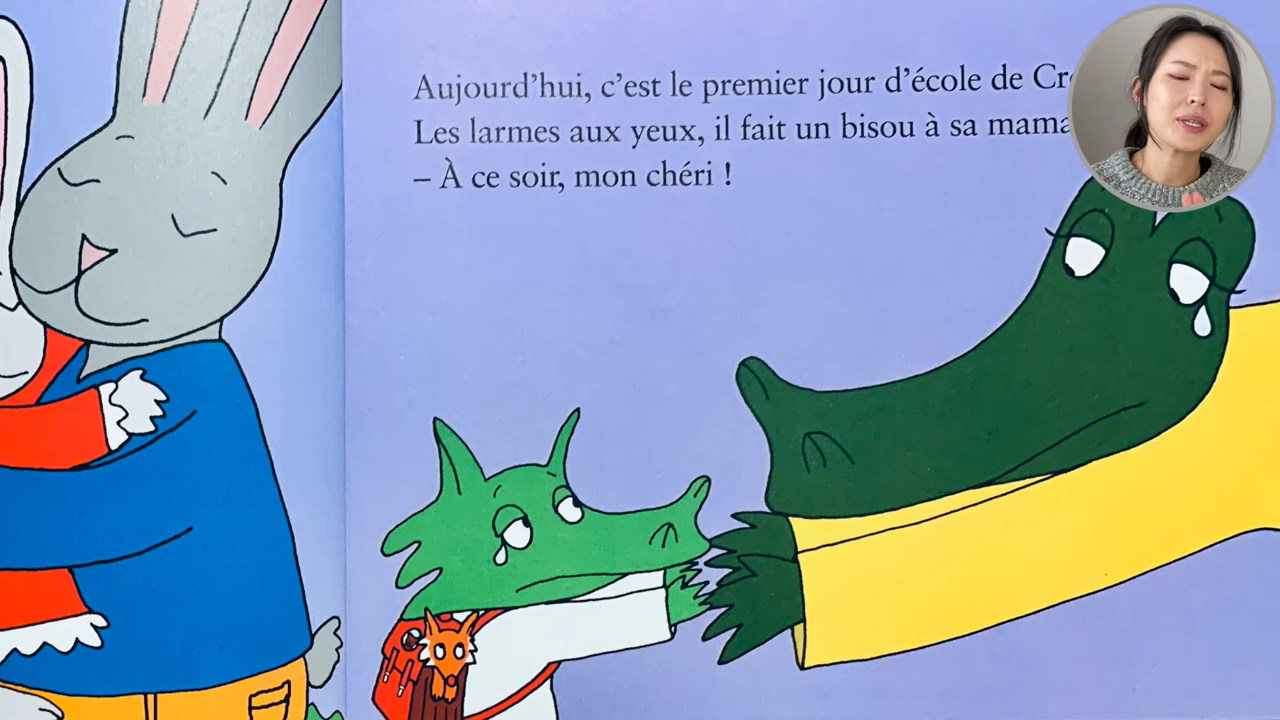 Aujourd'hui, c'est le premier jour d'école de
Les larmes aux yeux, il fait un bisou à sa
– À ce soir, mon chéri !